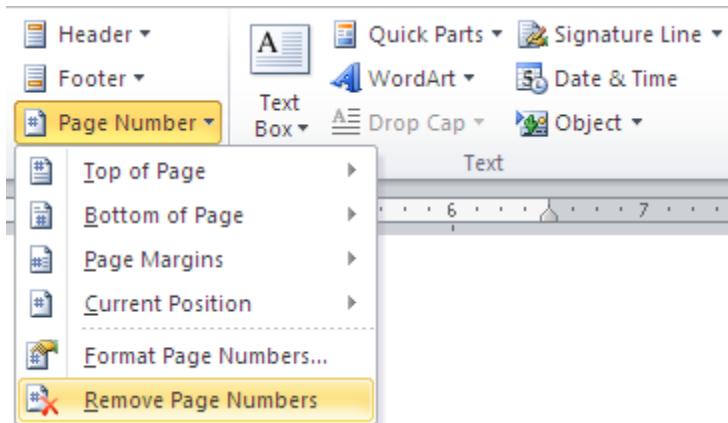 Header
Footer
Page Number
Text
Box
Quick Parts
WordArt
Drop Cap
Signature Line
Date & Time
Object
Text
Top of Page
Bottom of Page
Page Margins
Current Position
Format Page Numbers...
Remove Page Numbers
6
7